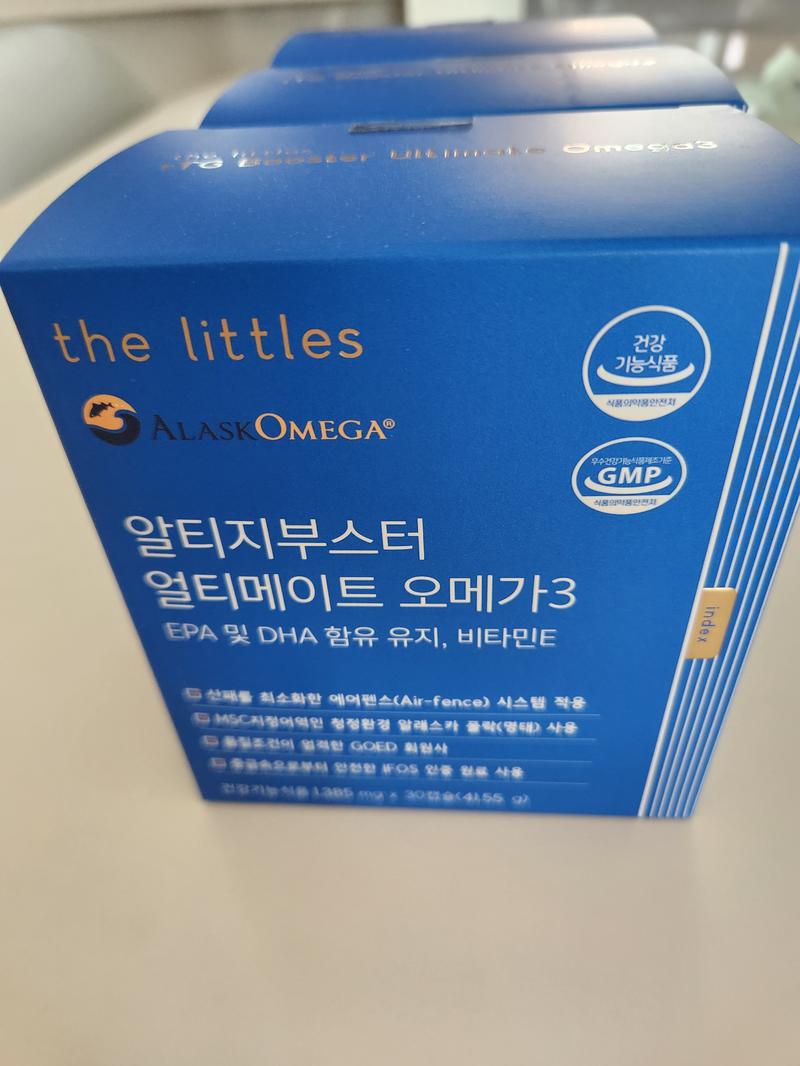 rTG Booster Ultimate Omega3
the littles
ALASKOMEGA®
건강
기능식품
식품의약품안전처
우수건강기능식품제조기준
GMP
식품의약품안전처
알티지부스터
얼티메이트 오메가3
EPA 및 DHA 함유 유지, 비타민E
index
산패를 최소화한 에어펜스(Air-fence) 시스템 적용
MSC지정어역인 청정환경 알래스카 폴락(명태) 사용
품질조건이 엄격한 GOED 회원사
중금속으로부터 안전한 IFOS 인증 원료 사용
건강기능식품 1,385 mg x 30캡슐(41.55 g)